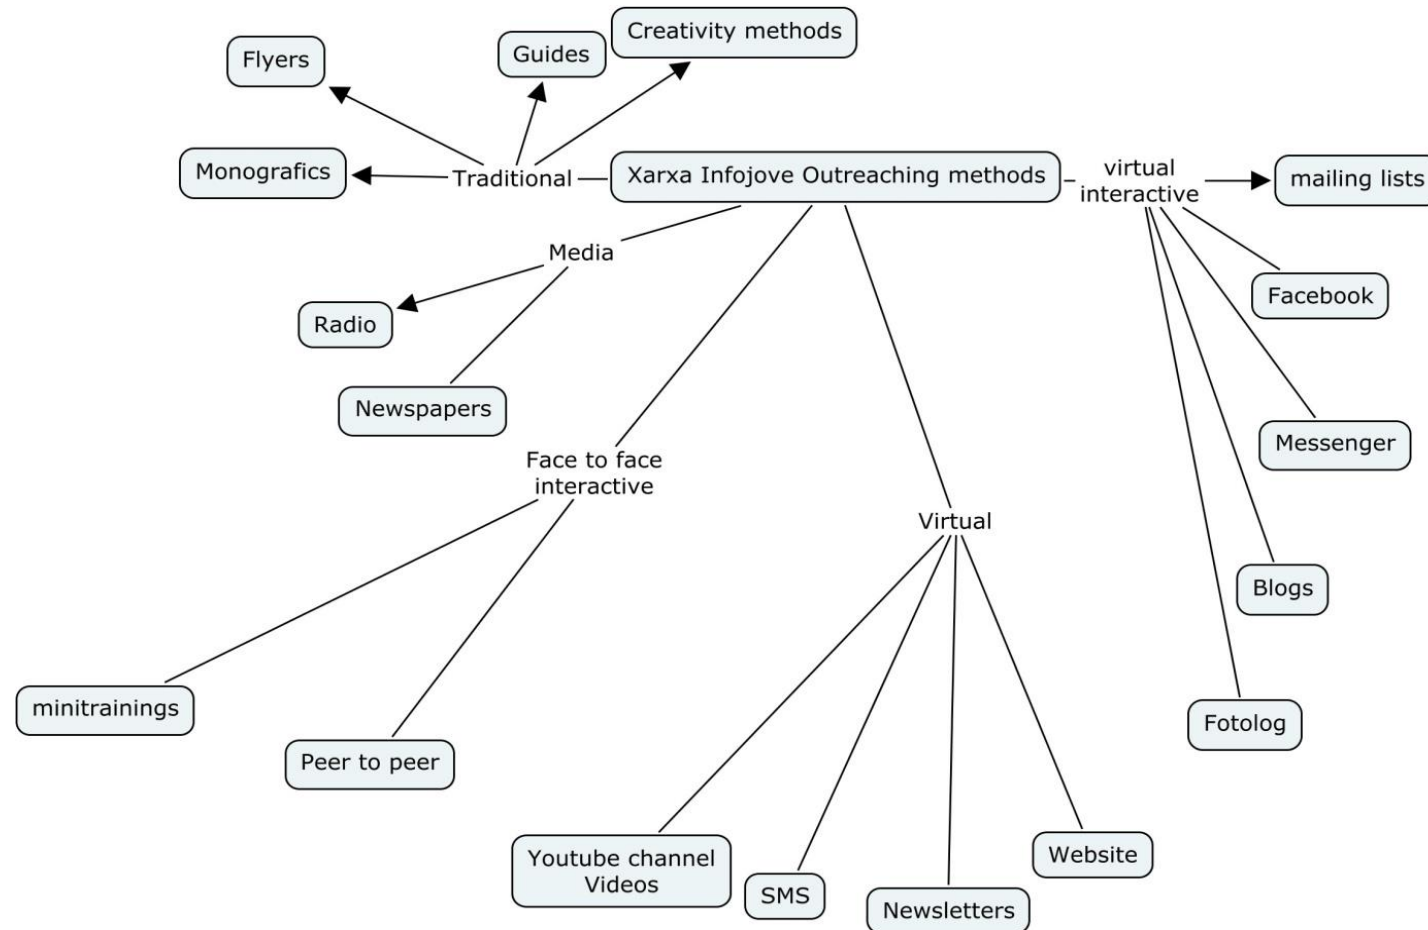 Creativity methods
Flyers
Guides
Monografics
Traditional
Xarxa Infojove Outreaching methods
virtual
interactive
mailing lists
Media
Radio
Facebook
Newspapers
Messenger
Face to face
interactive
Virtual
Blogs
minitrainings
Fotolog
Peer to peer
Youtube channel
Videos
Website
SMS
Newsletters